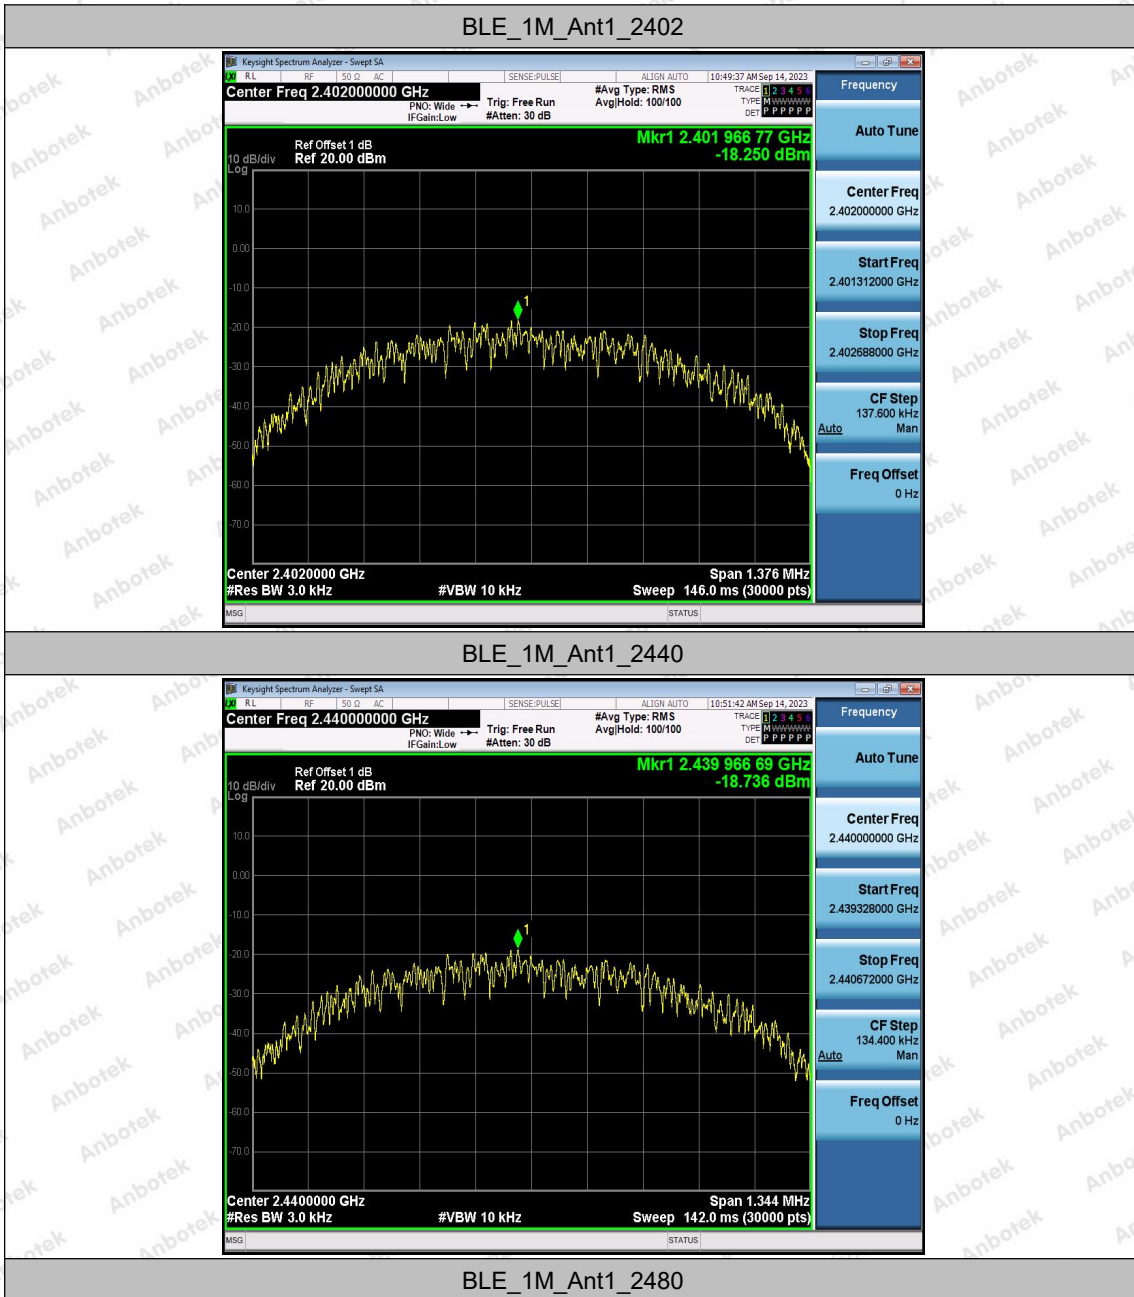 BLE_1M_Ant1_2402
Keysight Spectrum Analyzer - Swept SA
LXI RL RF 50 Ω AC SENSE:PULSE ALIGN AUTO 10:49:37 AM Sep 14, 2023
Center Freq 2.402000000 GHz
PNO: Wide
IFGain:Low
Trig: Free Run
#Atten: 30 dB
#Avg Type: RMS
Avg|Hold: 100/100
TRACE 1 2 3 4 5 6
TYPE M W W W W W
DET P P P P P P
Frequency
Auto Tune
Center Freq
2.402000000 GHz
Start Freq
2.401312000 GHz
Stop Freq
2.402688000 GHz
CF Step
137.600 kHz
Auto Man
Freq Offset
0 Hz
Mkr1 2.401 966 77 GHz
-18.250 dBm
Ref Offset 1 dB
10 dB/div Ref 20.00 dBm
Log
10.0
0.00
-10.0
1
-20.0
-30.0
-40.0
-50.0
-60.0
-70.0
Center 2.4020000 GHz Span 1.376 MHz
#Res BW 3.0 kHz #VBW 10 kHz Sweep 146.0 ms (30000 pts)
MSG STATUS
BLE_1M_Ant1_2440
Keysight Spectrum Analyzer - Swept SA
LXI RL RF 50 Ω AC SENSE:PULSE ALIGN AUTO 10:51:42 AM Sep 14, 2023
Center Freq 2.440000000 GHz
PNO: Wide
IFGain:Low
Trig: Free Run
#Atten: 30 dB
#Avg Type: RMS
Avg|Hold: 100/100
TRACE 1 2 3 4 5 6
TYPE M W W W W W
DET P P P P P P
Frequency
Auto Tune
Center Freq
2.440000000 GHz
Start Freq
2.439328000 GHz
Stop Freq
2.440672000 GHz
CF Step
134.400 kHz
Auto Man
Freq Offset
0 Hz
Mkr1 2.439 966 69 GHz
-18.736 dBm
Ref Offset 1 dB
10 dB/div Ref 20.00 dBm
Log
10.0
0.00
-10.0
1
-20.0
-30.0
-40.0
-50.0
-60.0
-70.0
Center 2.4400000 GHz Span 1.344 MHz
#Res BW 3.0 kHz #VBW 10 kHz Sweep 142.0 ms (30000 pts)
MSG STATUS
BLE_1M_Ant1_2480
Anbotek